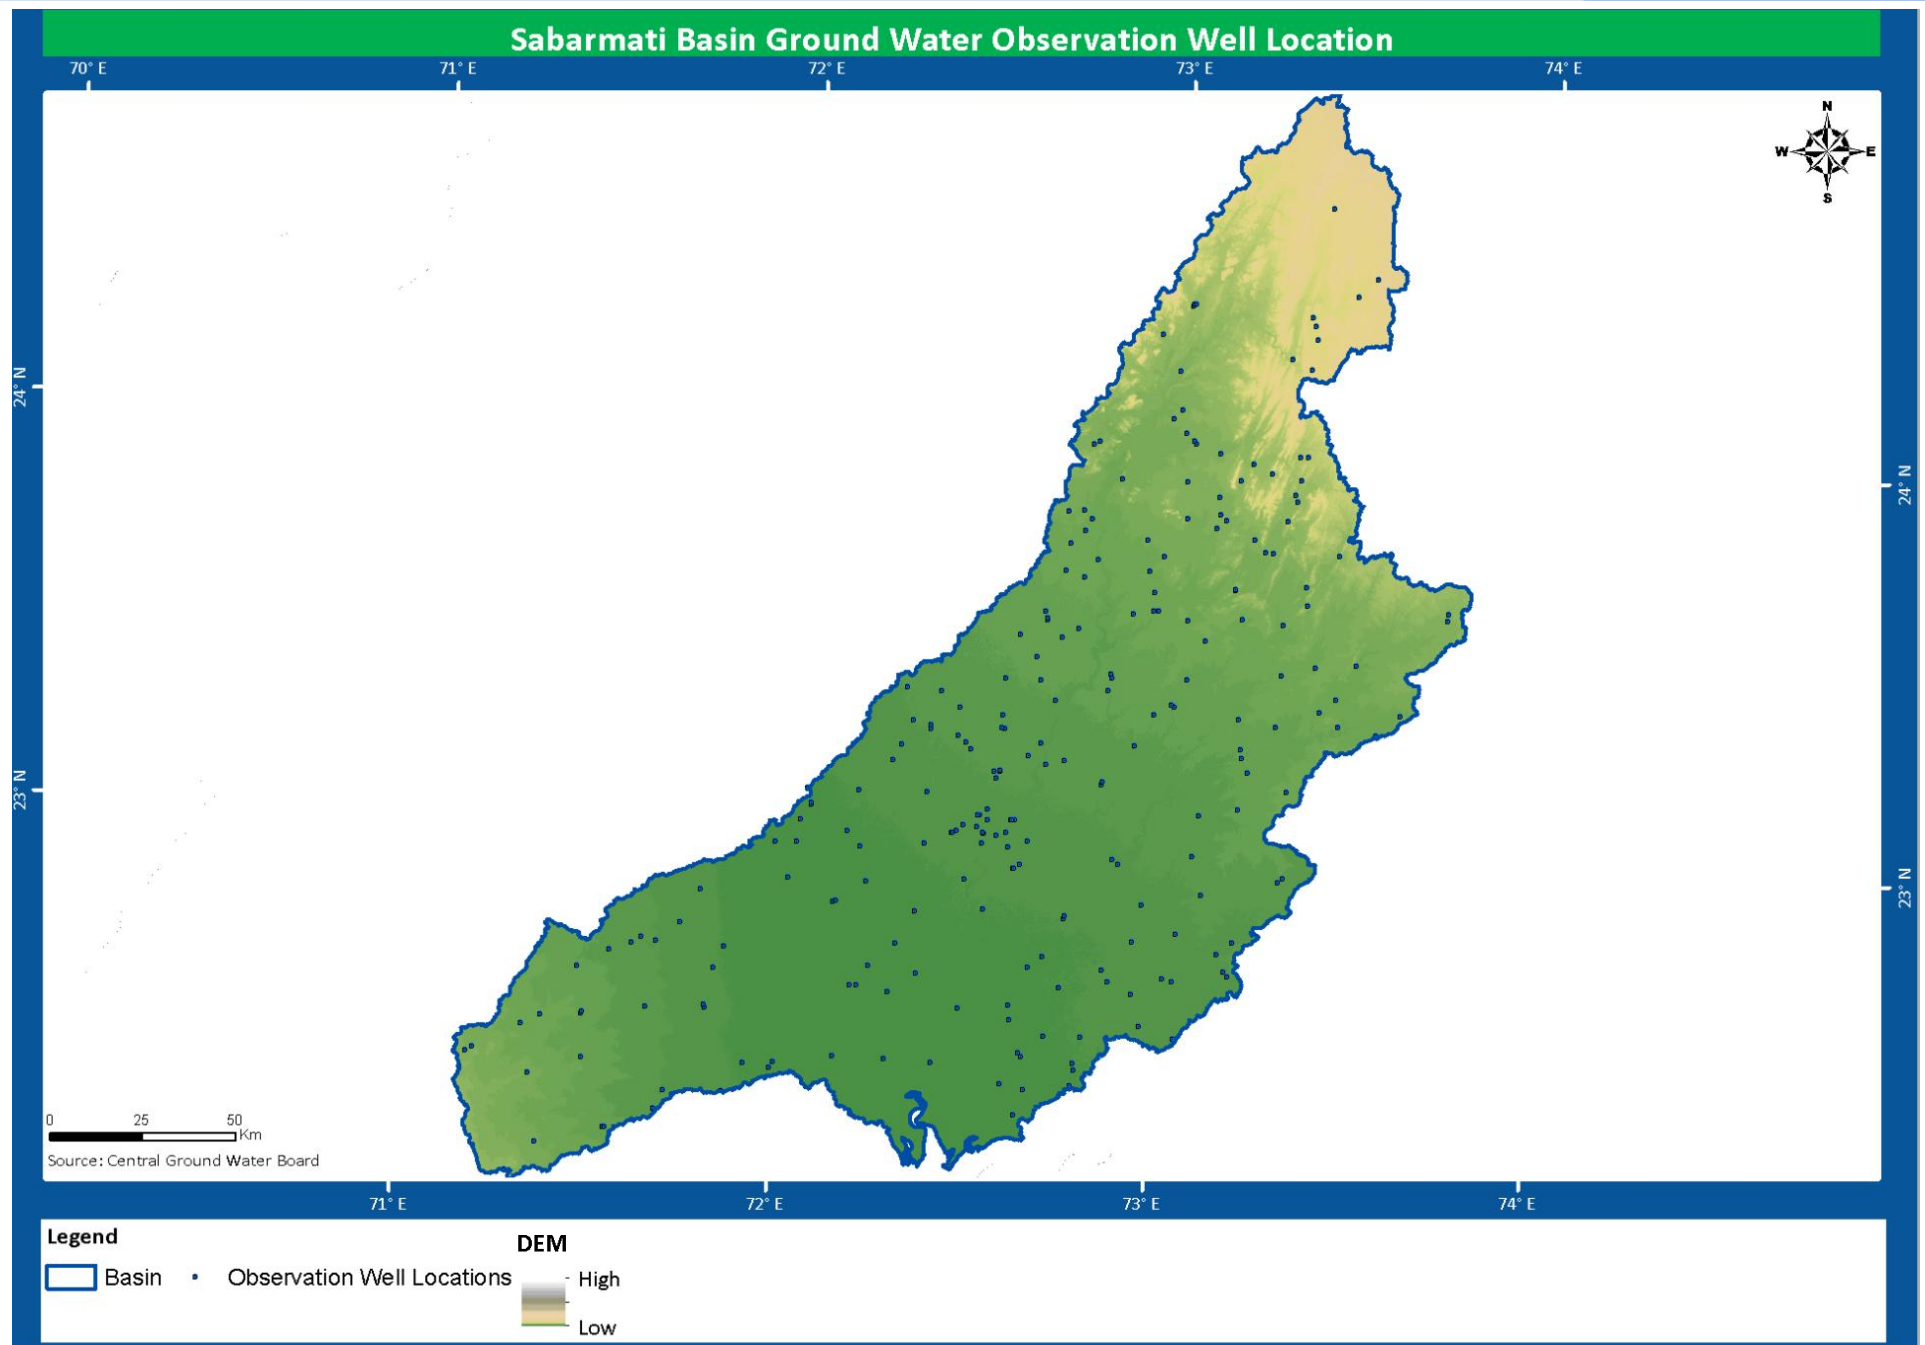 Sabarmati Basin Ground Water Observation Well Location
70° E 71° E 72° E 73° E 74° E
N
W E
S
24° N
24° N
23° N
23° N
0 25 50
Km
Source: Central Ground Water Board
71° E 72° E 73° E 74° E
Legend
DEM
Basin Observation Well Locations
High
Low